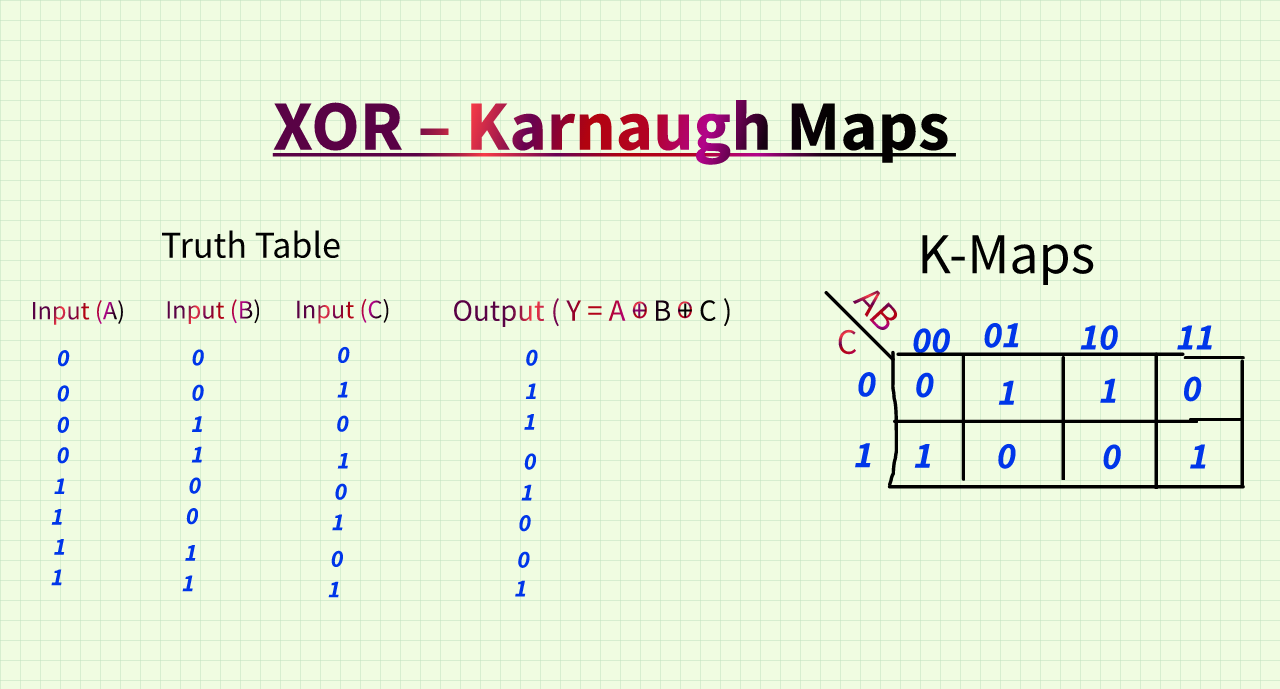 XOR – Karnaugh Maps
Truth Table
Input (A) Input (B) Input (C) Output ( Y = A ⊕ B ⊕ C )
0 0 0 0
0 0 1 1
0 1 0 1
0 1 1 0
1 0 0 1
1 0 1 0
1 1 0 0
1 1 1 1
K-Maps
AB
C 00 01 10 11
0 0 1 1 0
1 1 0 0 1